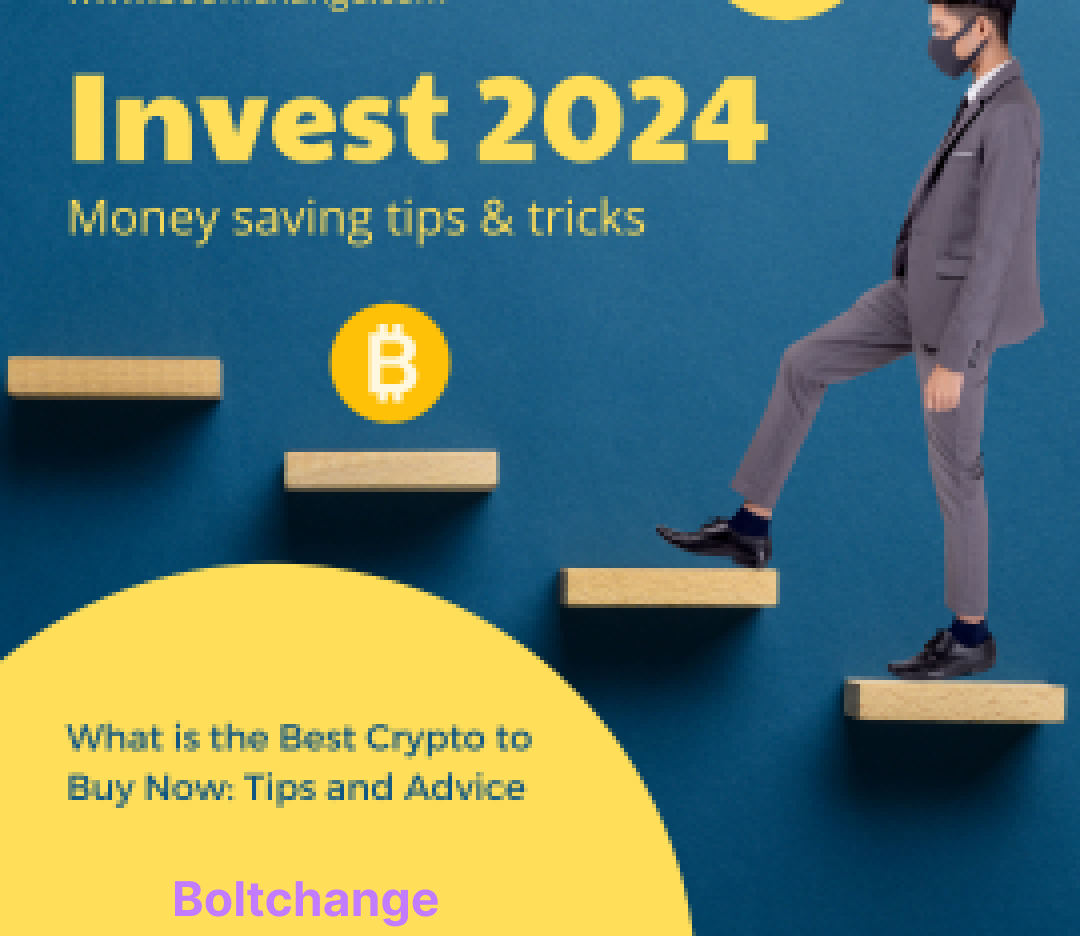 Invest 2024
Money saving tips & tricks
What is the Best Crypto to
Buy Now: Tips and Advice
Boltchange